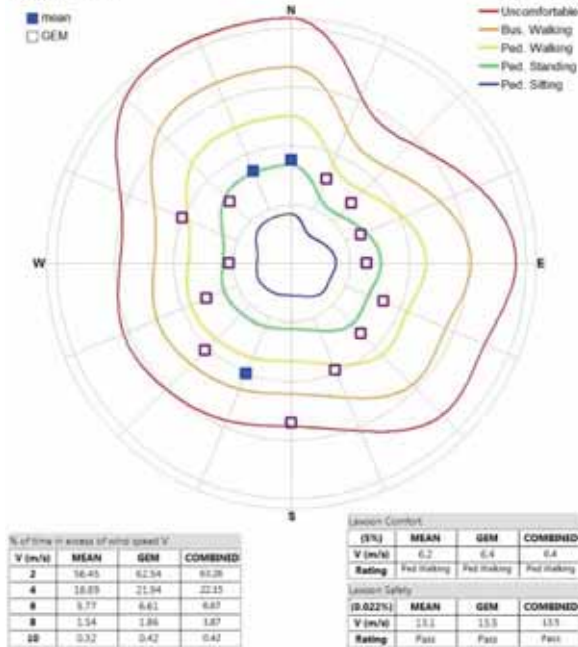 mean
GEM
Uncomfortable
Bus. Walking
Ped. Walking
Ped. Standing
Ped. Sitting
N
W
E
S
% of time in excess of wind speed V
V (m/s) MEAN GEM COMBINED
2 56.45 62.54 63.26
4 18.89 21.94 22.15
6 5.77 6.61 6.67
8 1.54 1.86 1.87
10 0.32 0.42 0.42
Lawson Comfort
(5%) MEAN GEM COMBINED
V (m/s) 6.2 6.4 6.4
Rating Ped Walking Ped Walking Ped Walking
Lawson Safety
(0.022%) MEAN GEM COMBINED
V (m/s) 13.1 13.5 13.5
Rating Pass Pass Pass